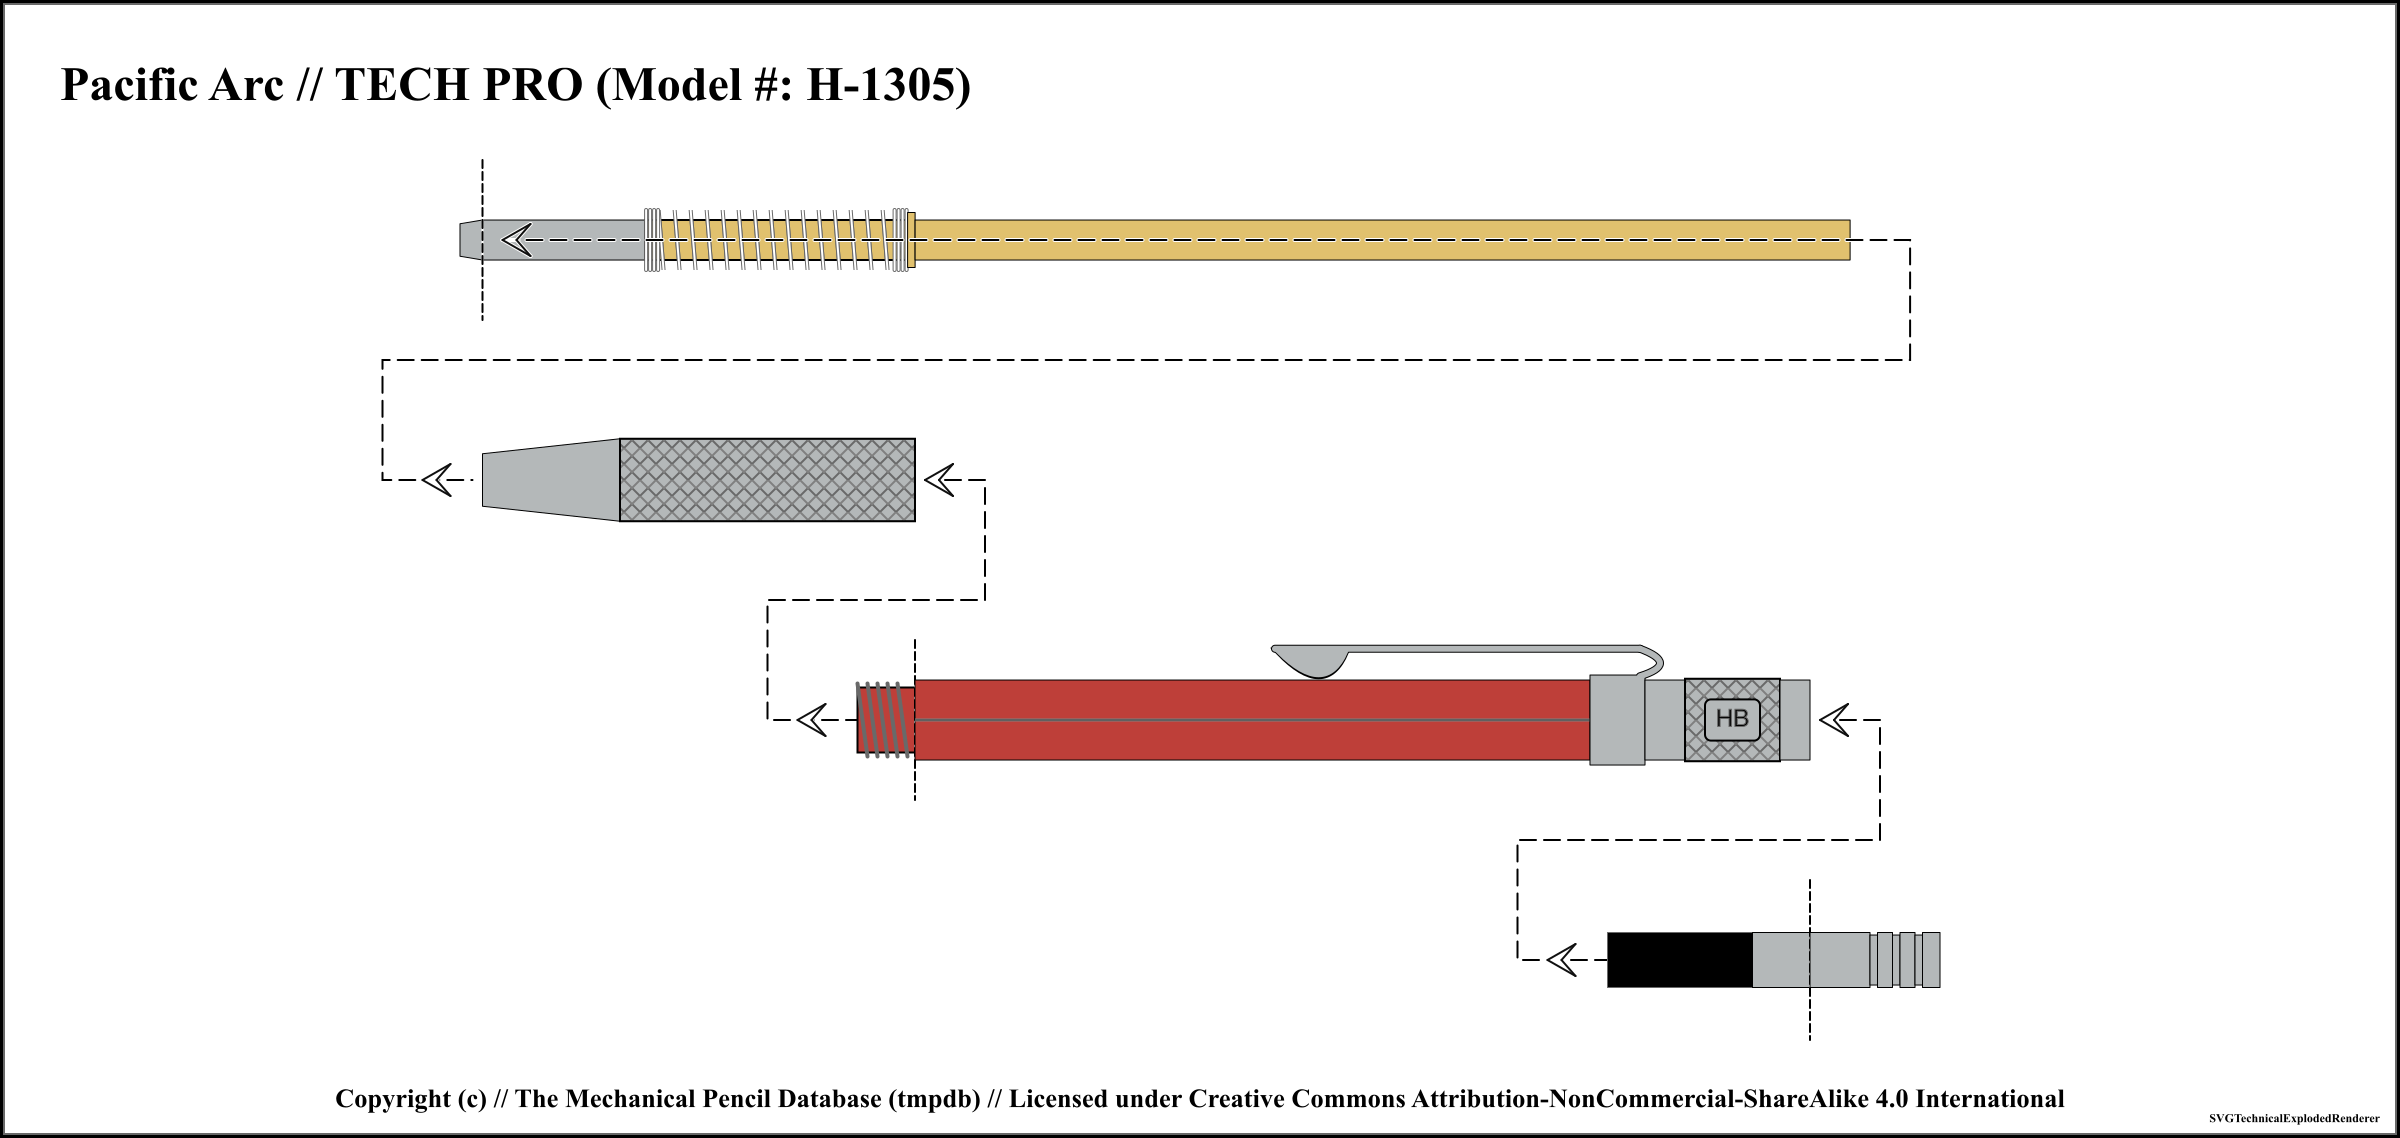 Pacific Arc // TECH PRO (Model #: H-1305)
HB
Copyright (c) // The Mechanical Pencil Database (tmpdb) // Licensed under Creative Commons Attribution-NonCommercial-ShareAlike 4.0 International
SVGTechnicalExplodedRenderer